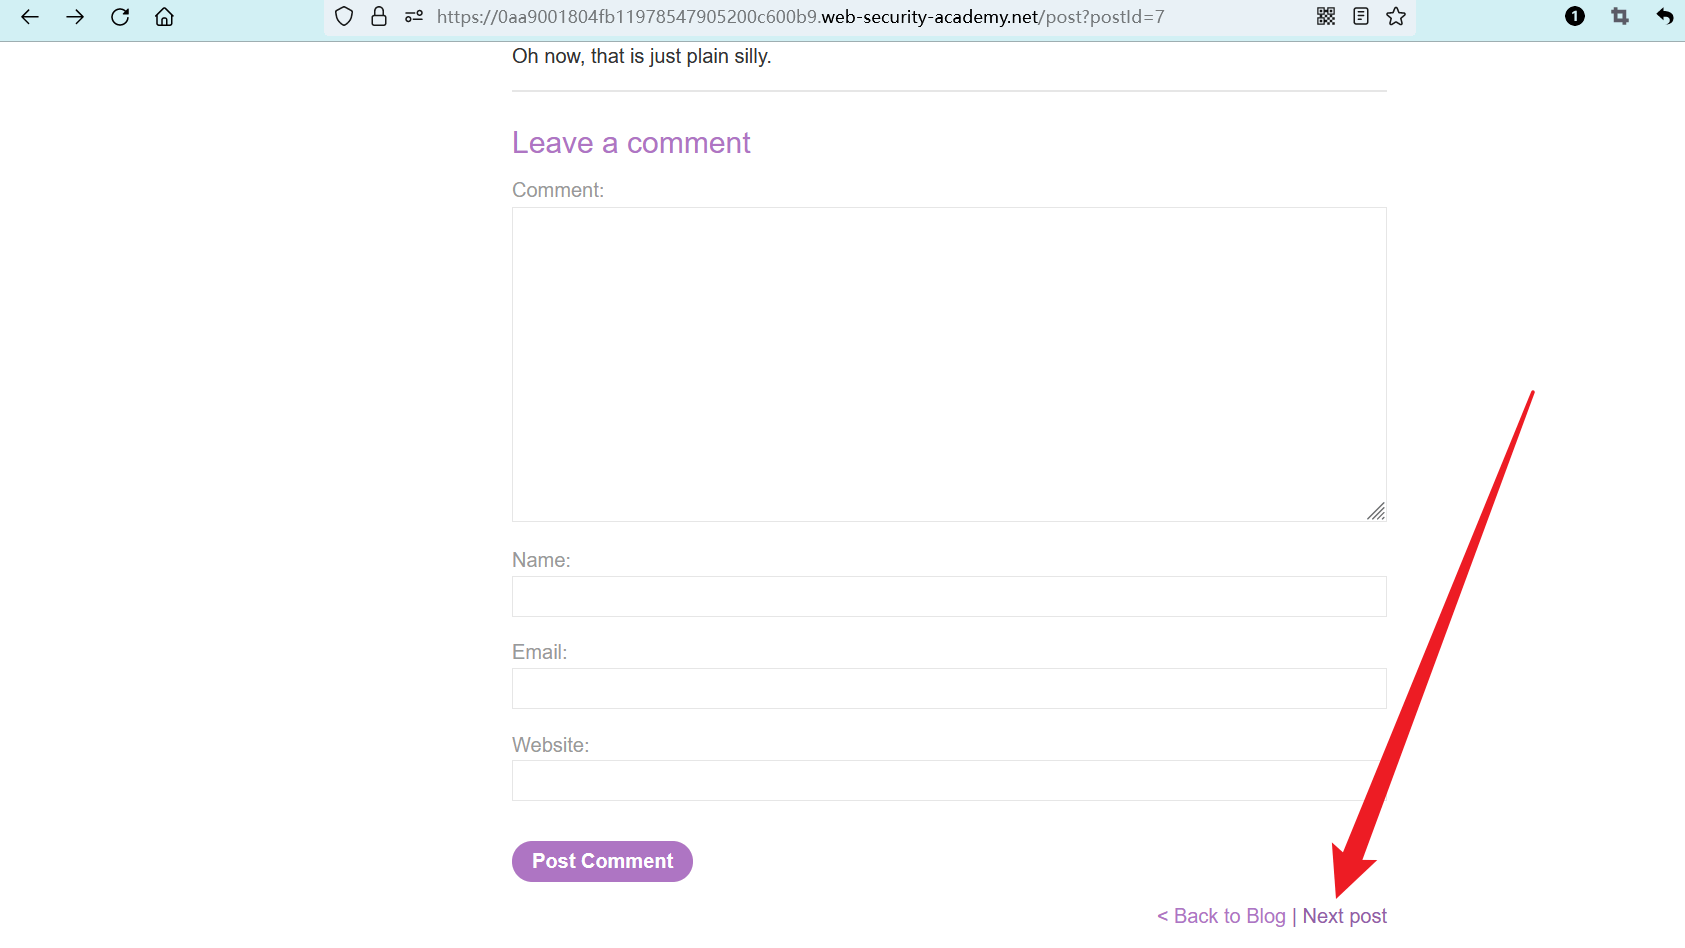 https://0aa9001804fb11978547905200c600b9.web-security-academy.net/post?postId=7
1
Oh now, that is just plain silly.
Leave a comment
Comment:
Name:
Email:
Website:
Post Comment
< Back to Blog | Next post